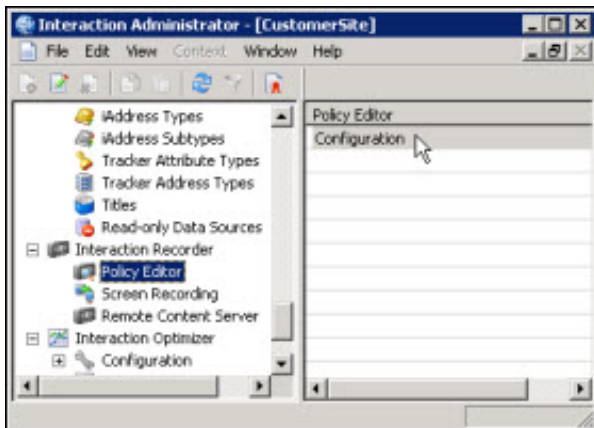 Interaction Administrator - [CustomerSite]
File Edit View Context Window Help
iAddress Types
iAddress Subtypes
Tracker Attribute Types
Tracker Address Types
Titles
Read-only Data Sources
Interaction Recorder
Policy Editor
Screen Recording
Remote Content Server
Interaction Optimizer
Configuration
Policy Editor
Configuration